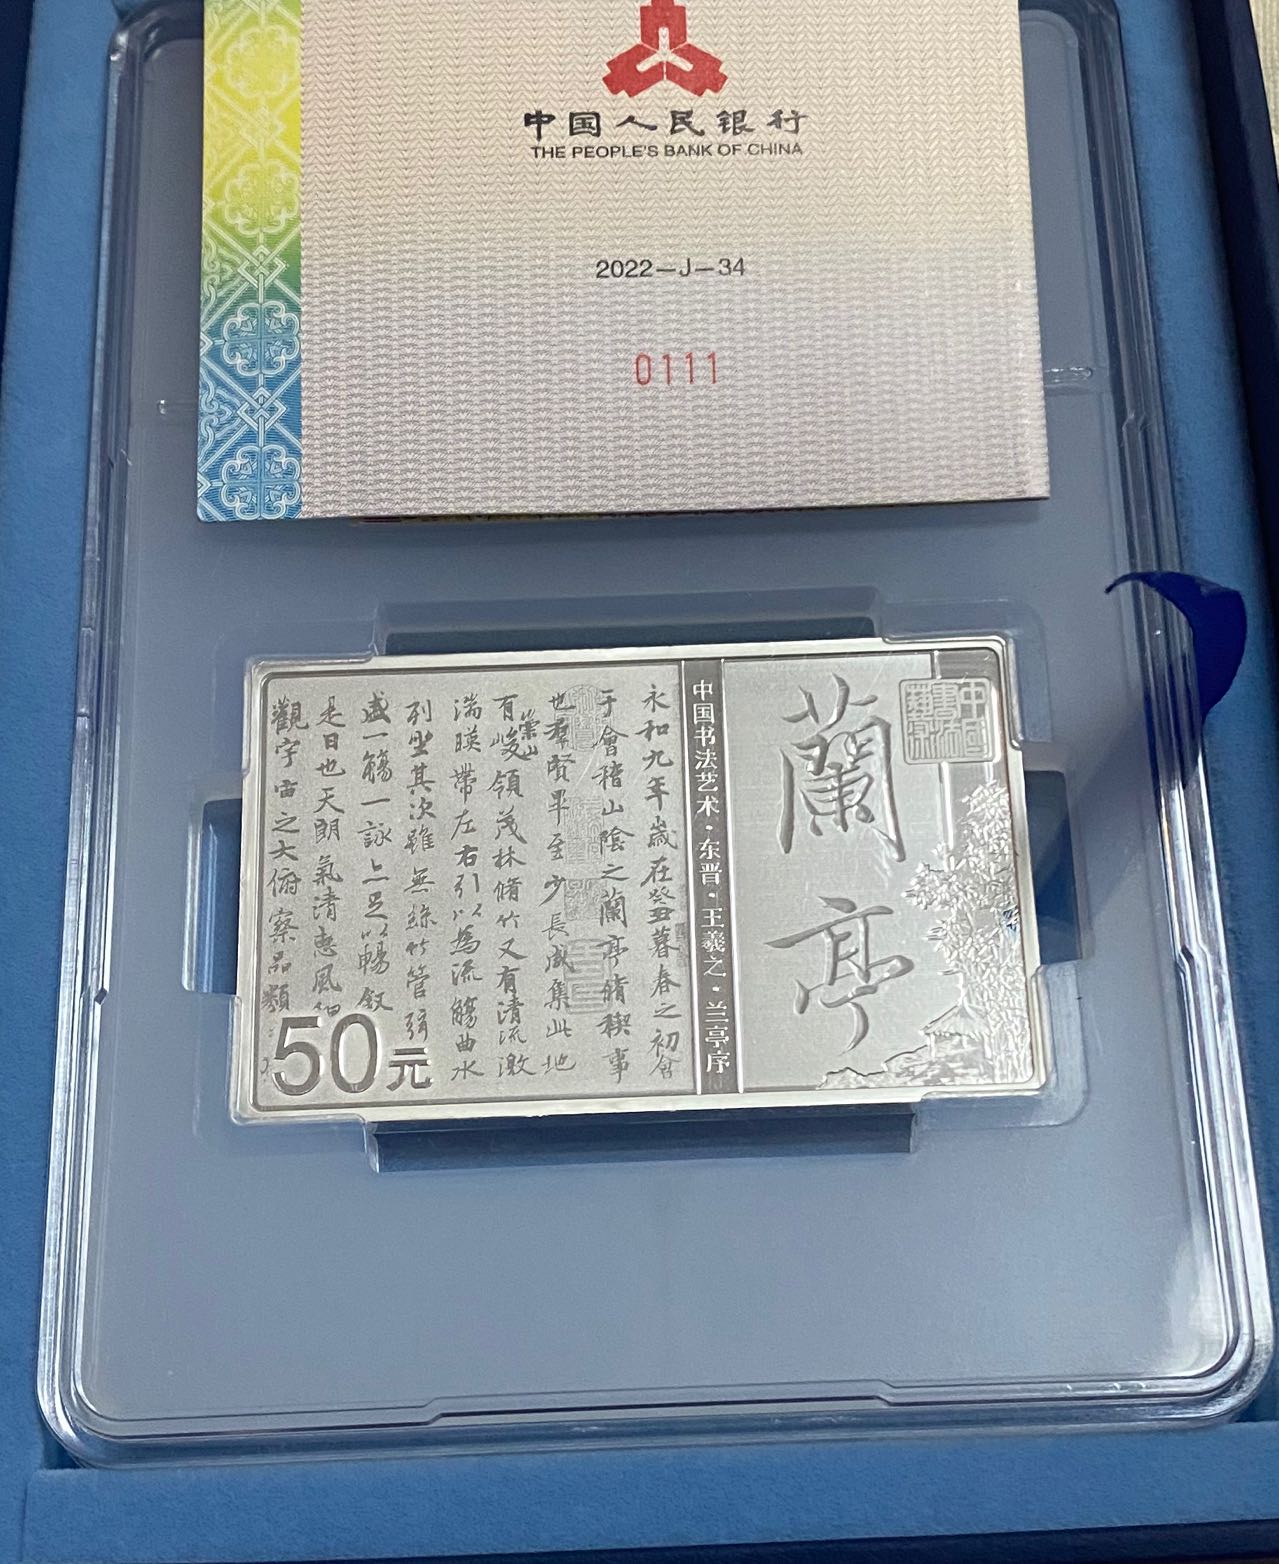 中国人民银行
THE PEOPLE'S BANK OF CHINA
2022-J-34
0111
蘭亭
中国书法艺术·东晋·王羲之·兰亭序
永和九年歲在癸丑暮春之初會
于會稽山陰之蘭亭脩稧事
也羣賢畢至少長咸集此地
有崇山峻領茂林脩竹又有清流激
湍暎帶左右引以為流觴曲水
列坐其次雖無絲竹管弦
盛一觴一詠亦足以暢叙
是日也天朗氣清惠風和
觀宇宙之大俯察品類
50元